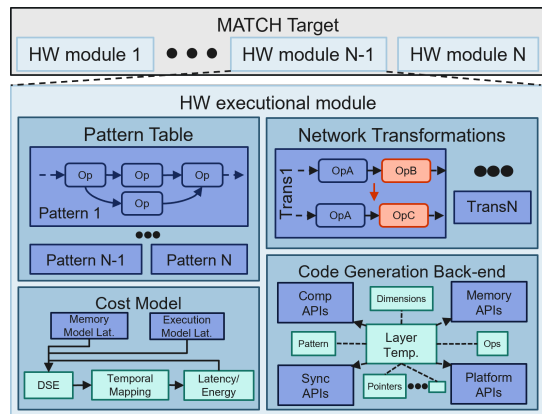 MATCH Target
HW module 1
HW module N-1
HW module N
HW executional module
Pattern Table
Op
Op
Op
Op
Pattern 1
Pattern N-1
Pattern N
Network Transformations
Trans1
OpA
OpB
OpA
OpC
TransN
Cost Model
Memory
Model Lat.
Execution
Model Lat.
DSE
Temporal
Mapping
Latency/
Energy
Code Generation Back-end
Comp
APIs
Dimensions
Memory
APIs
Pattern
Layer
Temp.
Ops
Sync
APIs
Pointers
Platform
APIs